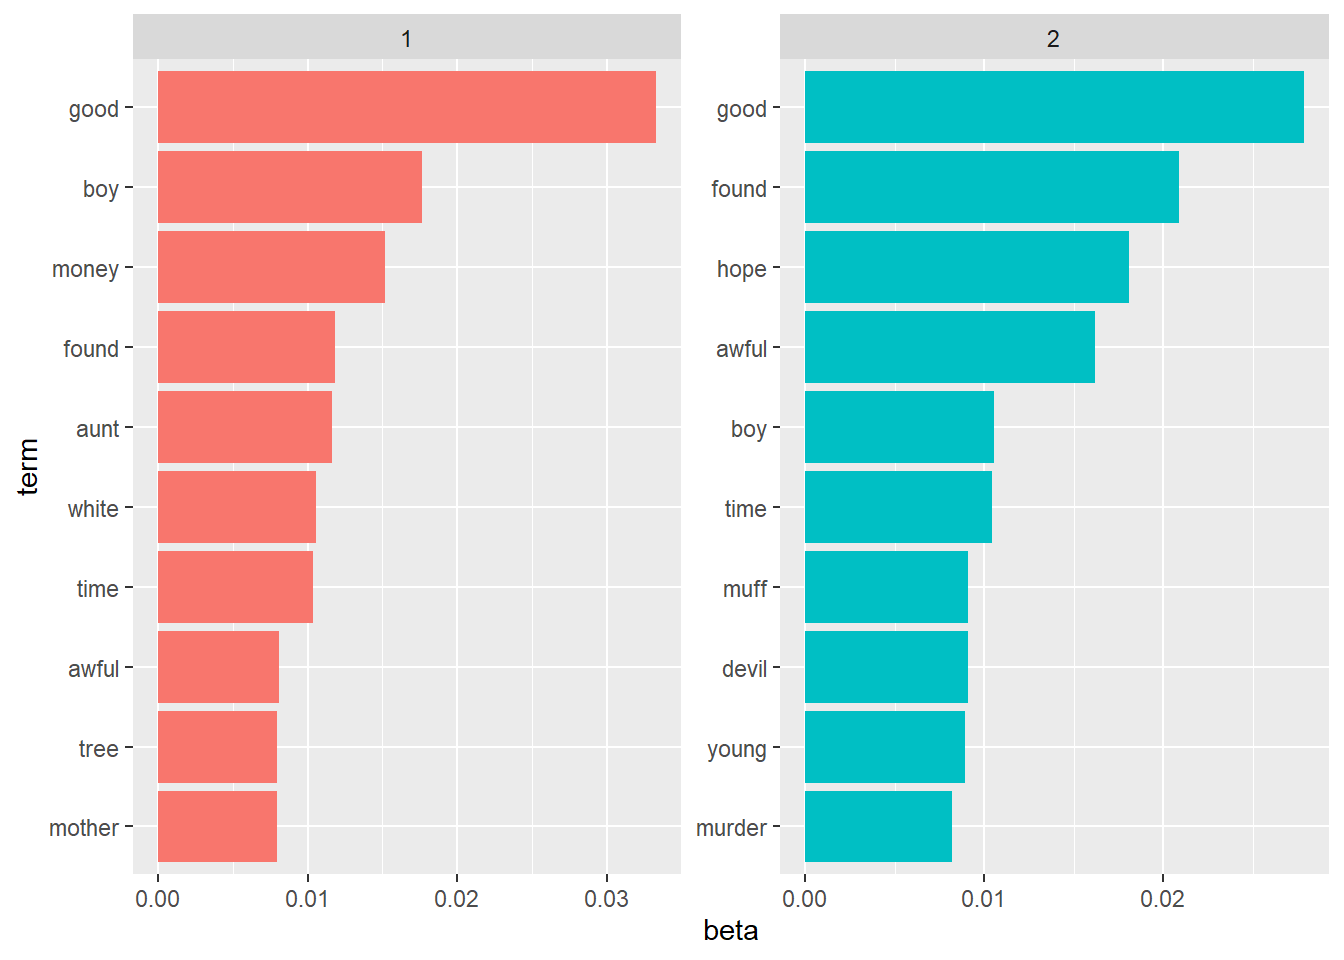 1
2
term
good
boy
money
found
aunt
white
time
awful
tree
mother
0.00 0.01 0.02 0.03
good
found
hope
awful
boy
time
muff
devil
young
murder
0.00 0.01 0.02
beta